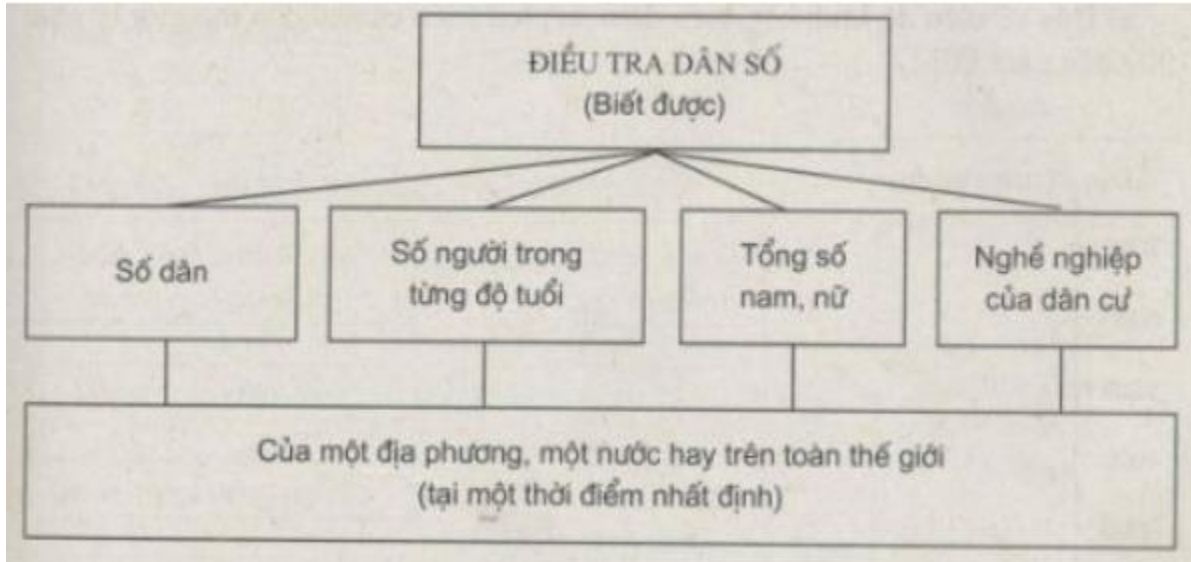 ĐIỀU TRA DÂN SỐ
(Biết được)
Số dân
Số người trong
từng độ tuổi
Tổng số
nam, nữ
Nghề nghiệp
của dân cư
Của một địa phương, một nước hay trên toàn thế giới
(tại một thời điểm nhất định)